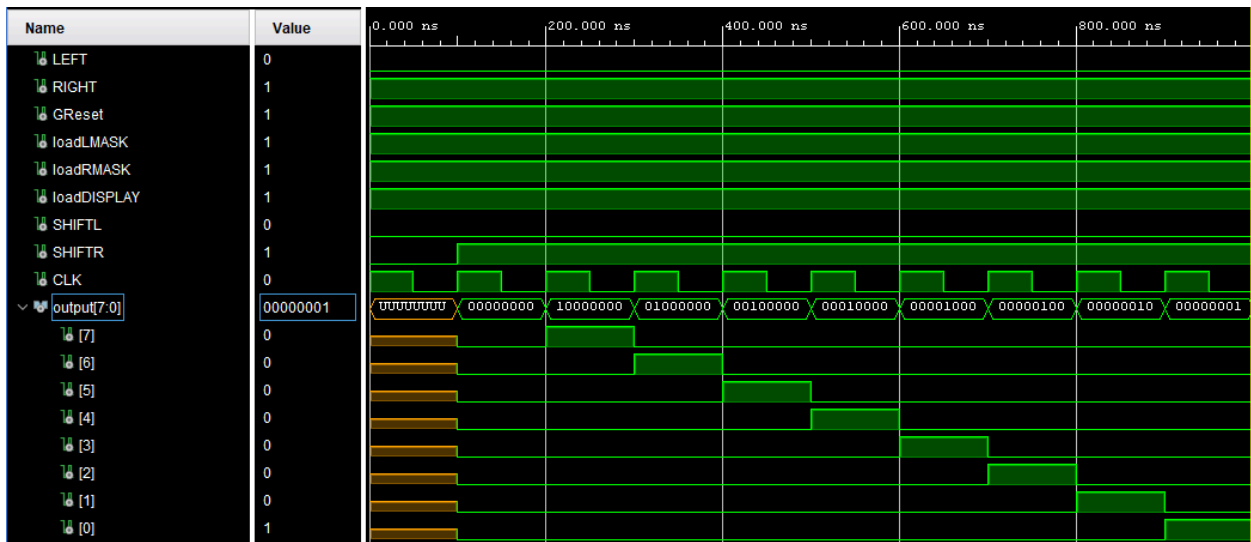 Name Value 0.000 ns 200.000 ns 400.000 ns 600.000 ns 800.000 ns
LEFT 0
RIGHT 1
GReset 1
loadLMASK 1
loadRMASK 1
loadDISPLAY 1
SHIFTL 0
SHIFTR 1
CLK 0
output[7:0] 00000001 UUUUUUUU 00000000 10000000 01000000 00100000 00010000 00001000 00000100 00000010 00000001
[7] 0
[6] 0
[5] 0
[4] 0
[3] 0
[2] 0
[1] 0
[0] 1